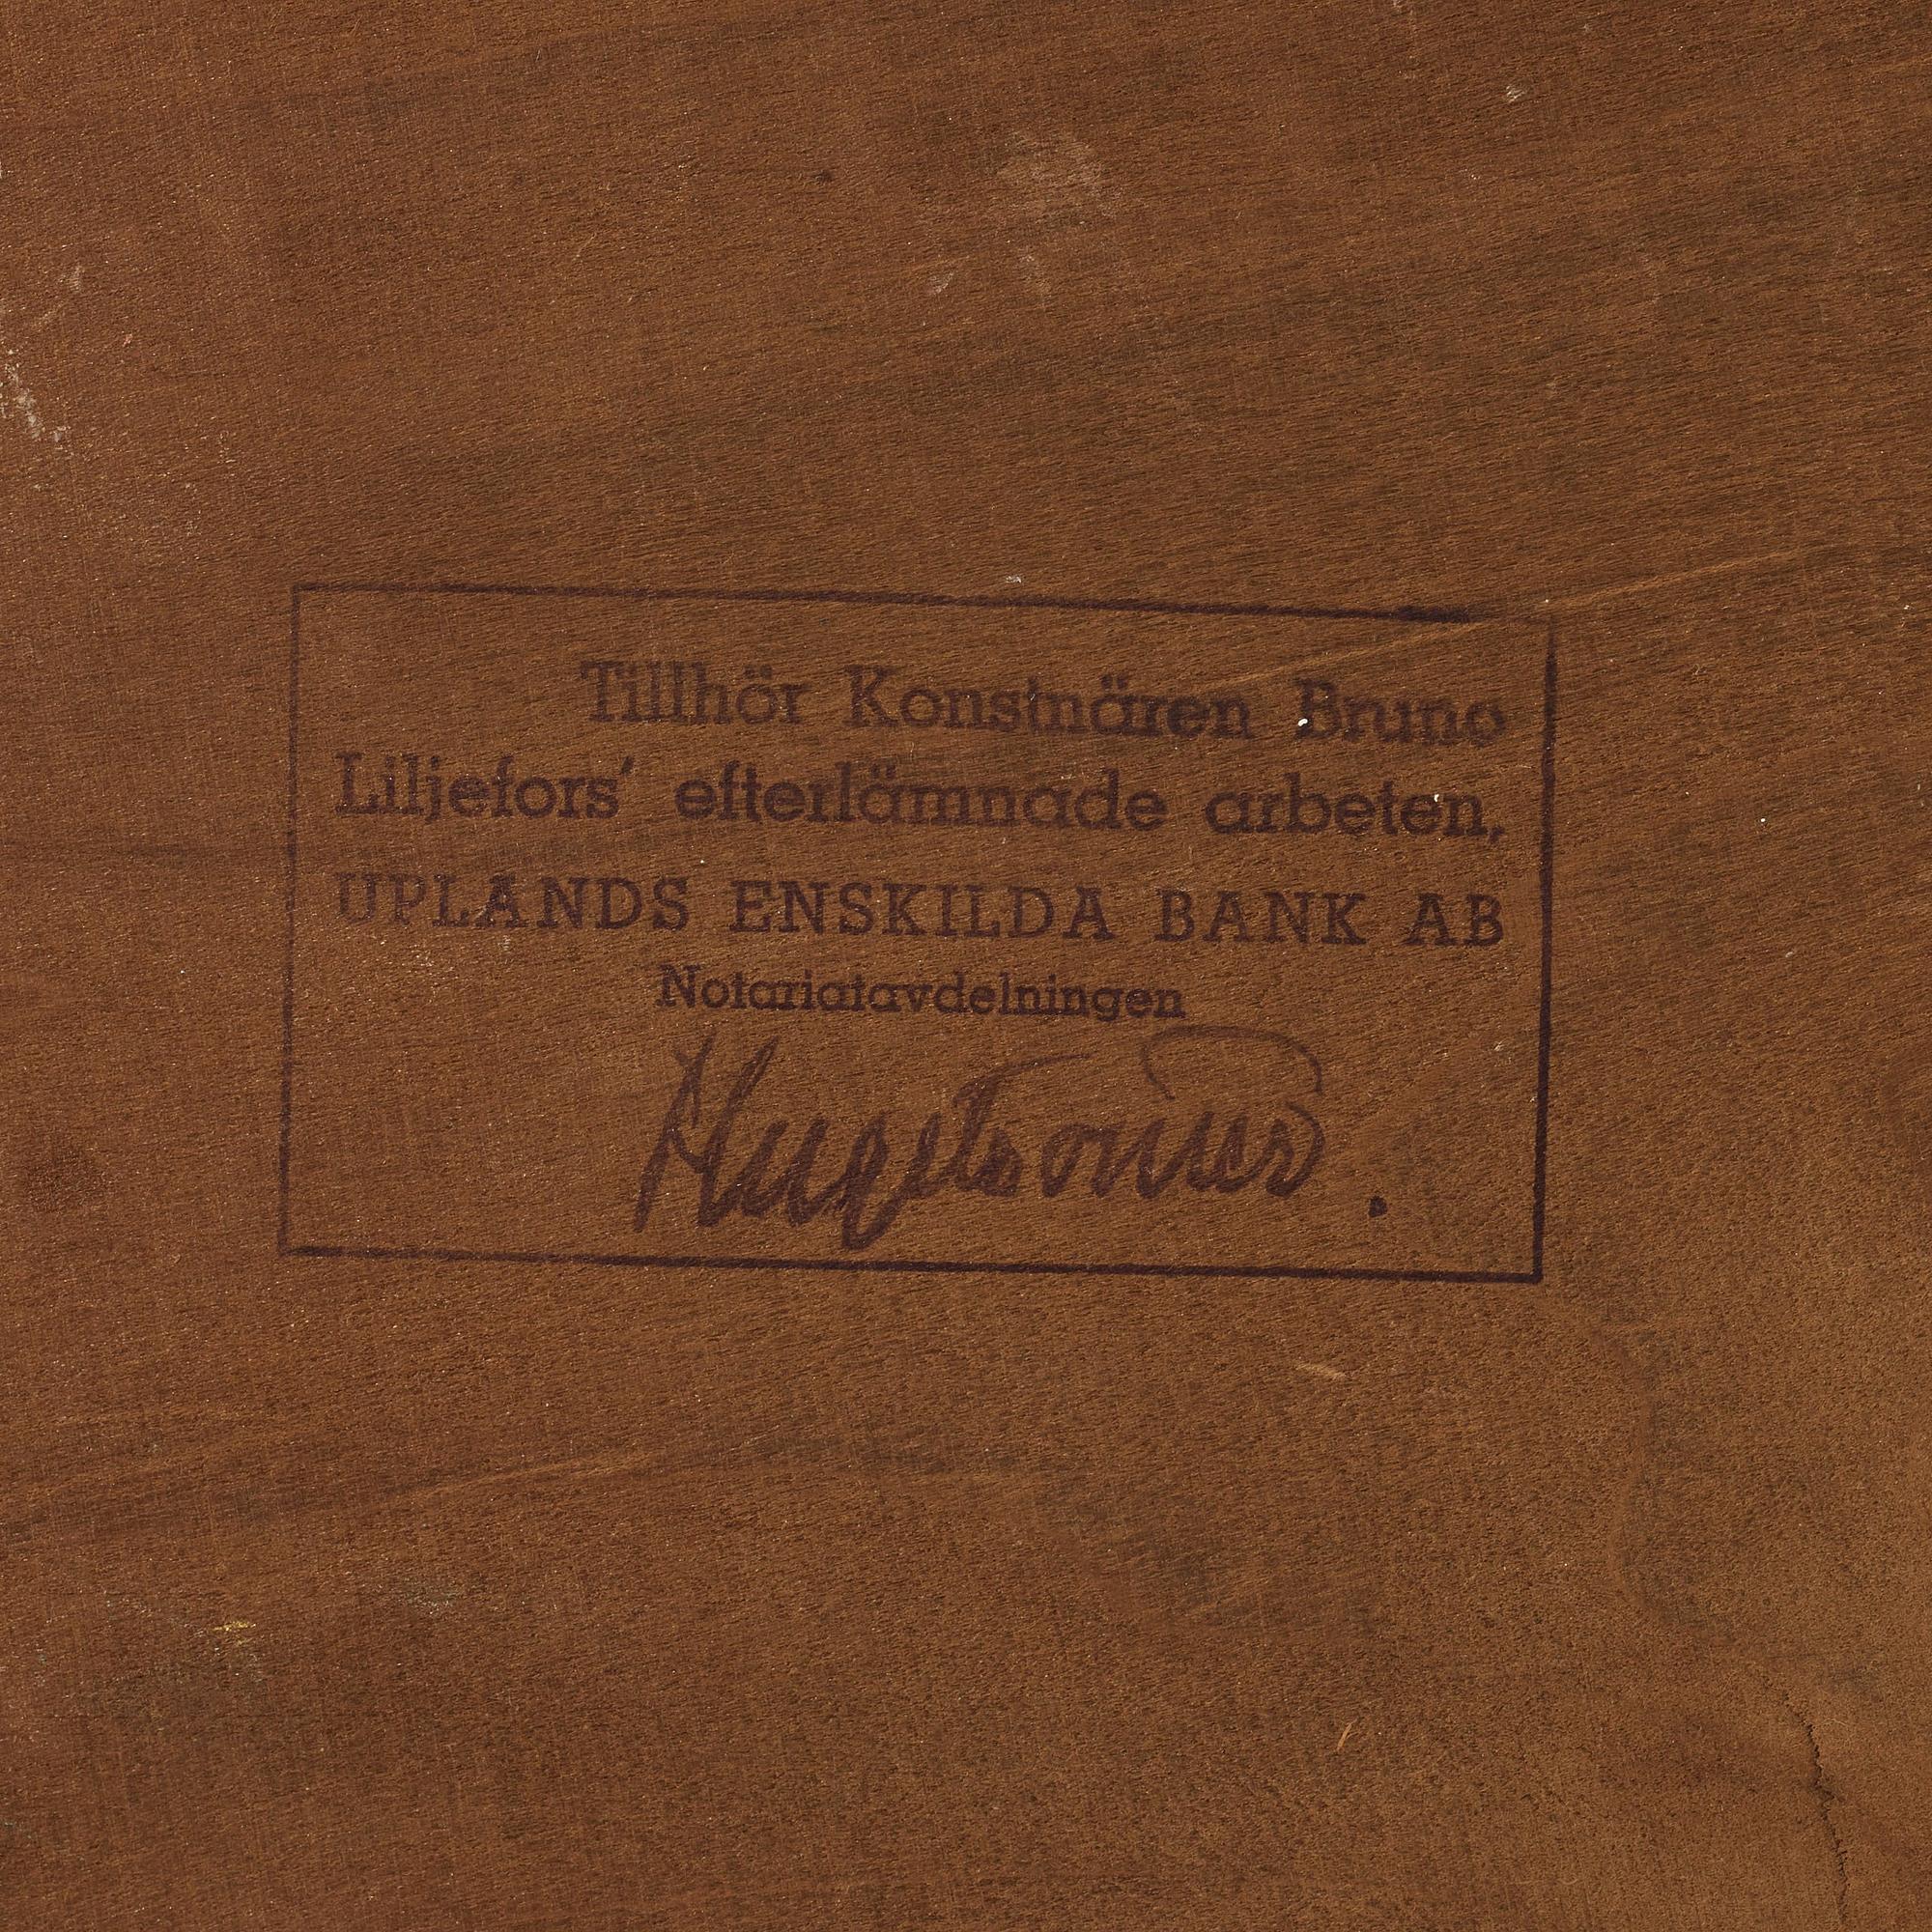 Tillhör Konstnären Bruno
Liljefors' efterlämnade arbeten,
UPLANDS ENSKILDA BANK AB
Notariatavdelningen